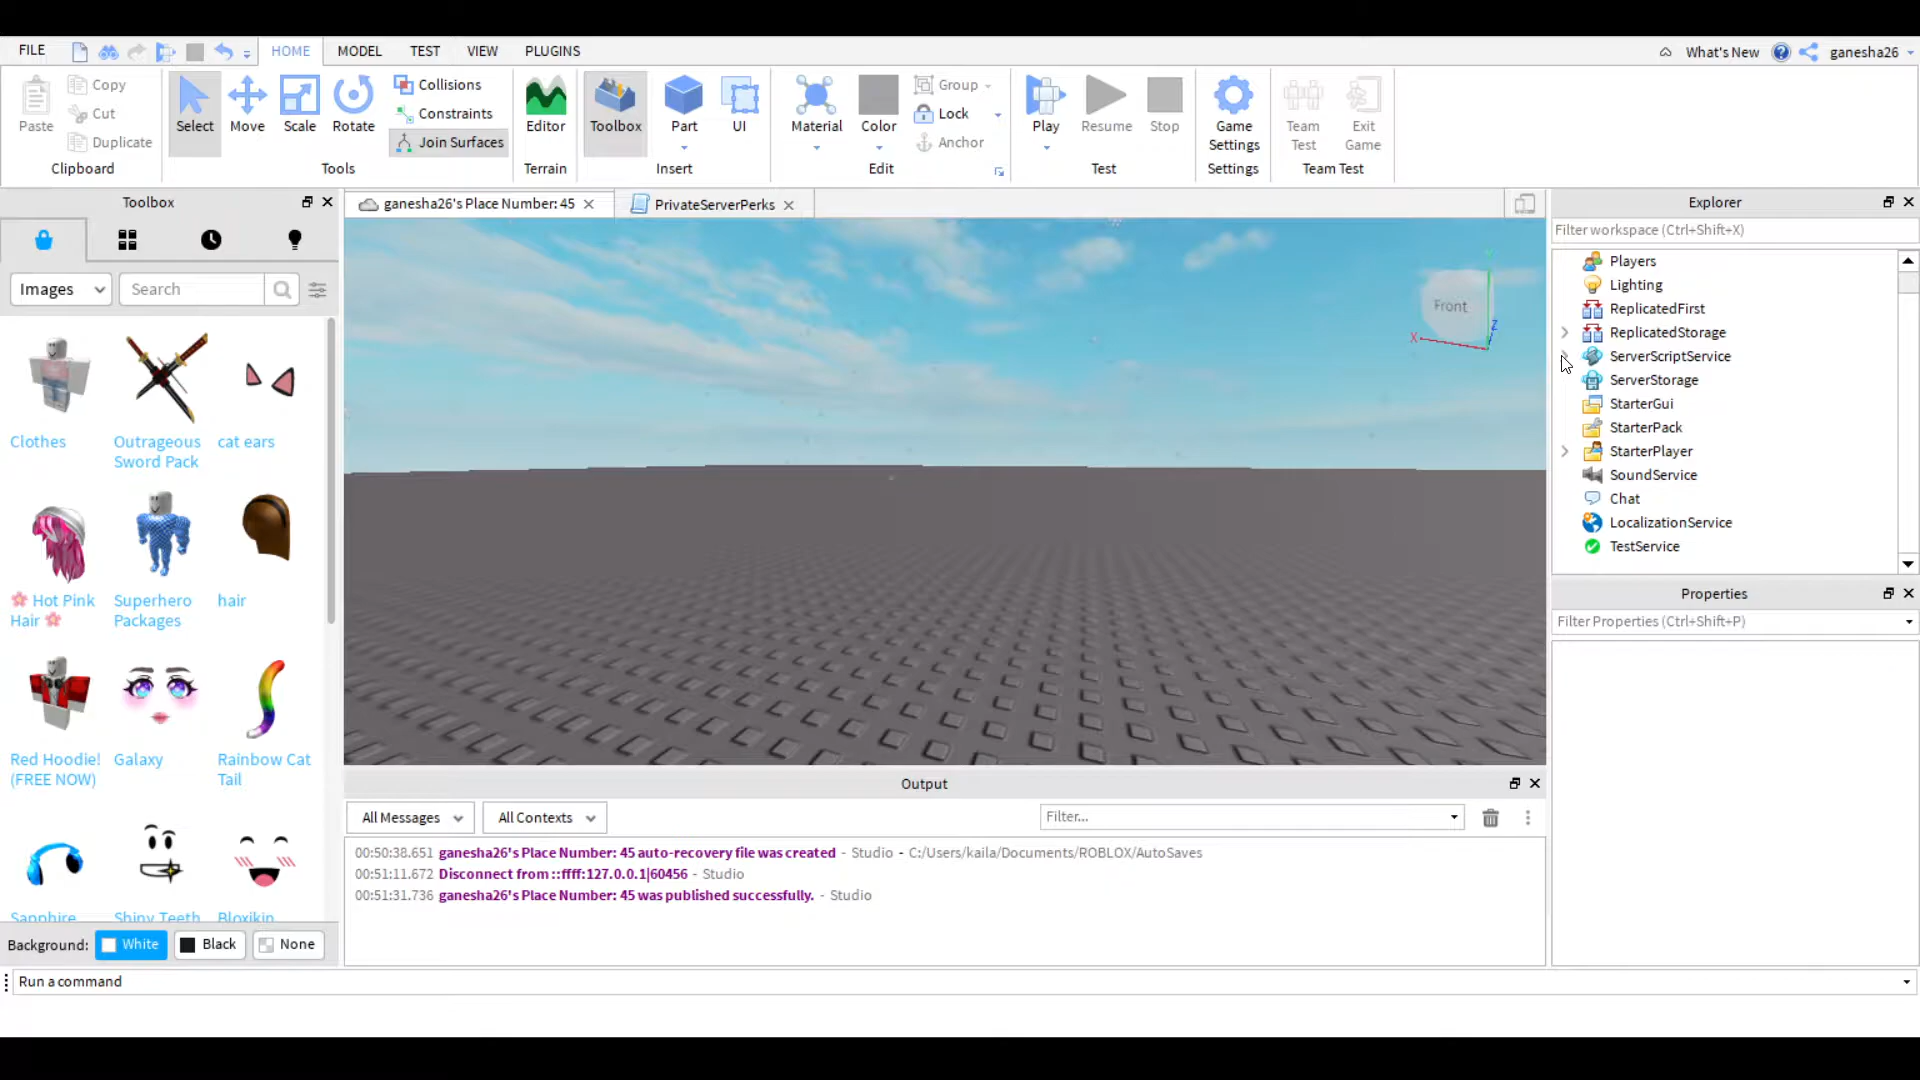 FILE HOME MODEL TEST VIEW PLUGINS What's New ganesha26
Paste Copy Cut Duplicate
Clipboard
Select Move Scale Rotate Collisions Constraints Join Surfaces
Tools
Editor
Terrain
Toolbox Part UI
Insert
Material Color Group Lock Anchor
Edit
Play Resume Stop
Test
Game Settings
Settings
Team Test Exit Game
Team Test
Toolbox
Images Search
Clothes
Outrageous Sword Pack
cat ears
Hot Pink Hair
Superhero Packages
hair
Red Hoodie! (FREE NOW)
Galaxy
Rainbow Cat Tail
Sapphire
Shiny Teeth
Bloxikin
Background: White Black None
ganesha26's Place Number: 45
PrivateServerPerks
Front
X
Y
Z
Output
All Messages All Contexts Filter...
00:50:38.651 ganesha26's Place Number: 45 auto-recovery file was created - Studio - C:/Users/kaila/Documents/ROBLOX/AutoSaves
00:51:11.672 Disconnect from ::ffff:127.0.0.1|60456 - Studio
00:51:31.736 ganesha26's Place Number: 45 was published successfully. - Studio
Explorer
Filter workspace (Ctrl+Shift+X)
Players
Lighting
ReplicatedFirst
ReplicatedStorage
ServerScriptService
ServerStorage
StarterGui
StarterPack
StarterPlayer
SoundService
Chat
LocalizationService
TestService
Properties
Filter Properties (Ctrl+Shift+P)
Run a command